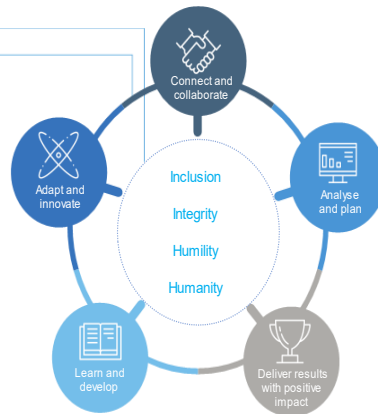 Connect and
collaborate
Analyse
and plan
Deliver results
with positive
impact
Learn and
develop
Adapt and
innovate
Inclusion
Integrity
Humility
Humanity